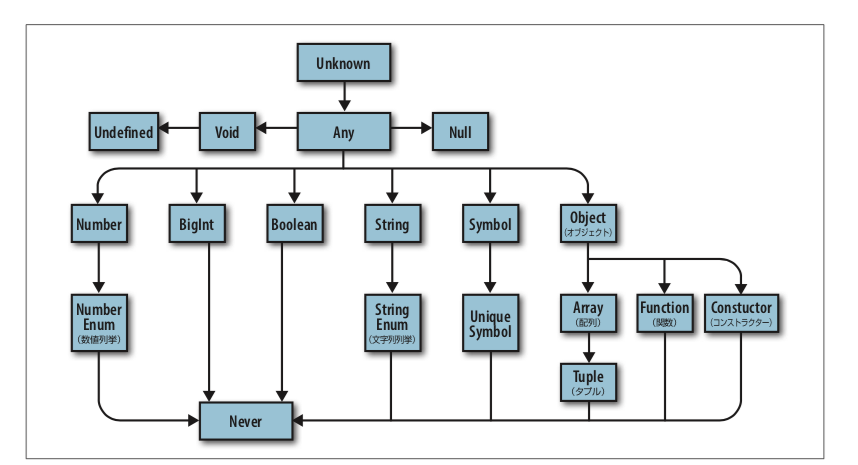 Unknown
Undefined
Void
Any
Null
Number
BigInt
Boolean
String
Symbol
Object
(オブジェクト)
Number
Enum
(数値列挙)
String
Enum
(文字列列挙)
Unique
Symbol
Array
(配列)
Function
(関数)
Constuctor
(コンストラクター)
Tuple
(タプル)
Never